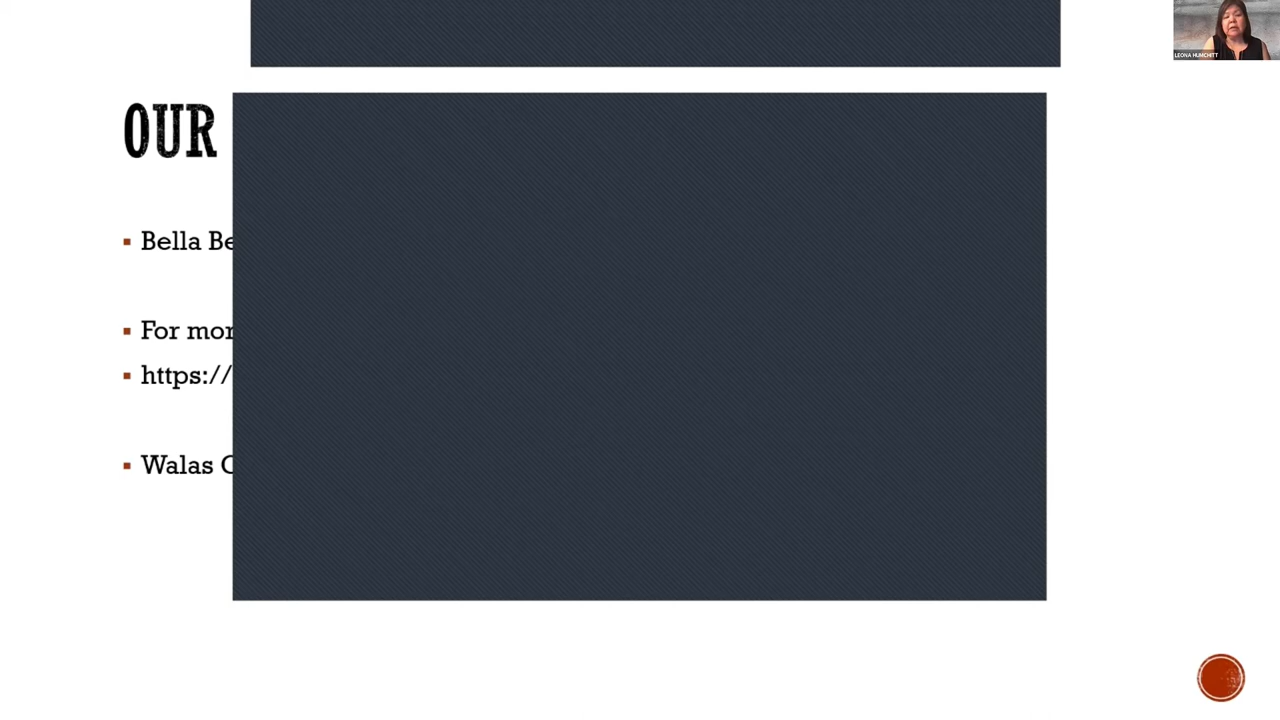 LEONA HUMCHITT
OUR
Bella Be
For mor
https://
Walas